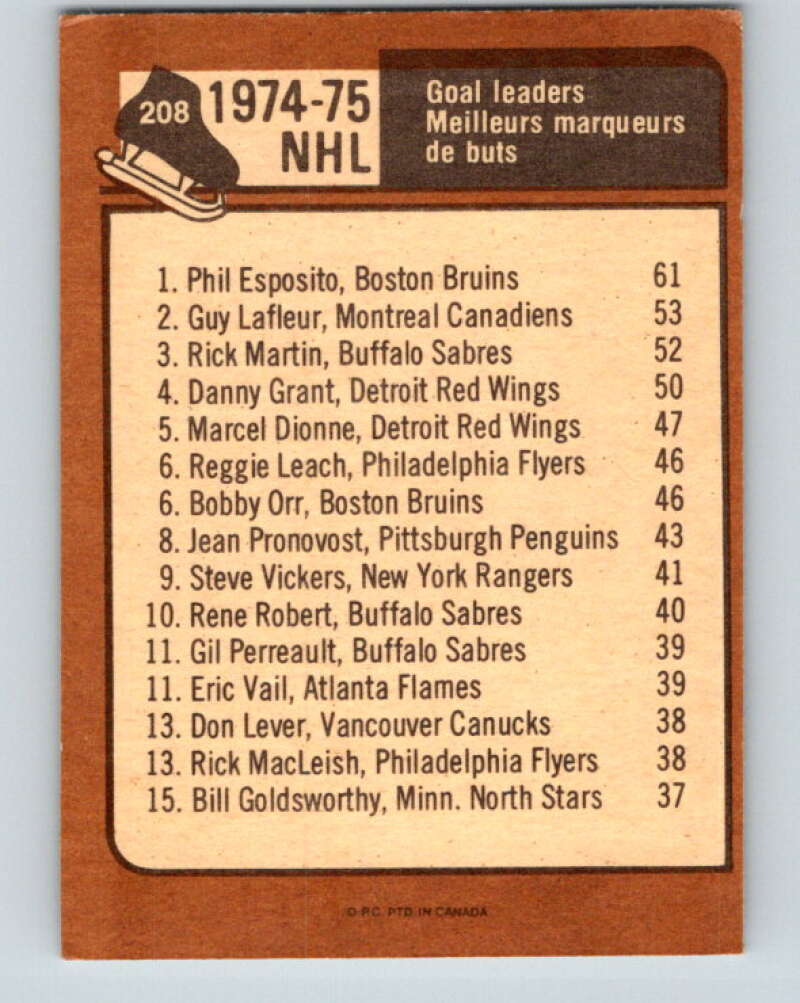 208 1974-75
NHL
Goal leaders
Meilleurs marqueurs
de buts
1. Phil Esposito, Boston Bruins 61
2. Guy Lafleur, Montreal Canadiens 53
3. Rick Martin, Buffalo Sabres 52
4. Danny Grant, Detroit Red Wings 50
5. Marcel Dionne, Detroit Red Wings 47
6. Reggie Leach, Philadelphia Flyers 46
6. Bobby Orr, Boston Bruins 46
8. Jean Pronovost, Pittsburgh Penguins 43
9. Steve Vickers, New York Rangers 41
10. Rene Robert, Buffalo Sabres 40
11. Gil Perreault, Buffalo Sabres 39
11. Eric Vail, Atlanta Flames 39
13. Don Lever, Vancouver Canucks 38
13. Rick MacLeish, Philadelphia Flyers 38
15. Bill Goldsworthy, Minn. North Stars 37
O.P.C. PTD. IN CANADA